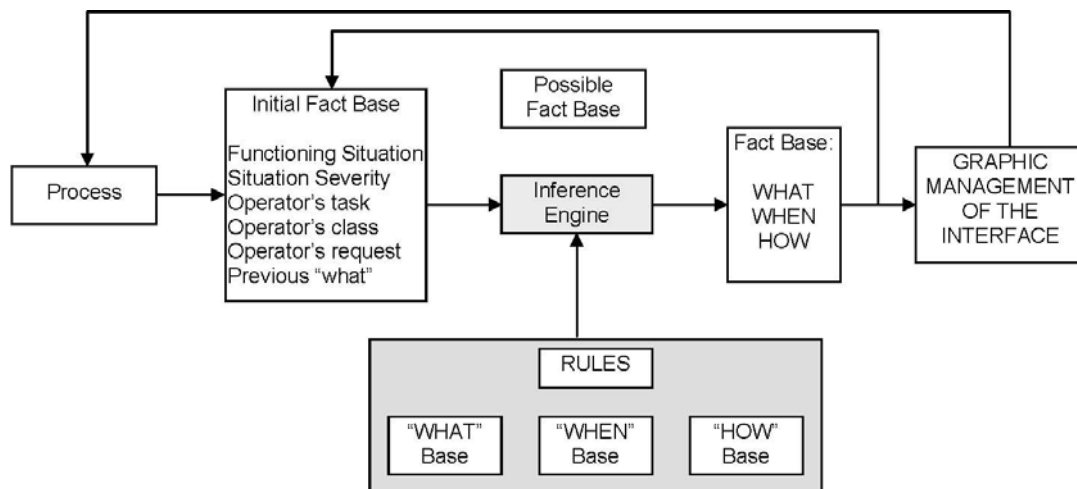 Process
Initial Fact Base
Functioning Situation
Situation Severity
Operator's task
Operator's class
Operator's request
Previous “what”
Possible
Fact Base
Inference
Engine
Fact Base:
WHAT
WHEN
HOW
GRAPHIC
MANAGEMENT
OF THE
INTERFACE
RULES
“WHAT”
Base
“WHEN”
Base
“HOW”
Base